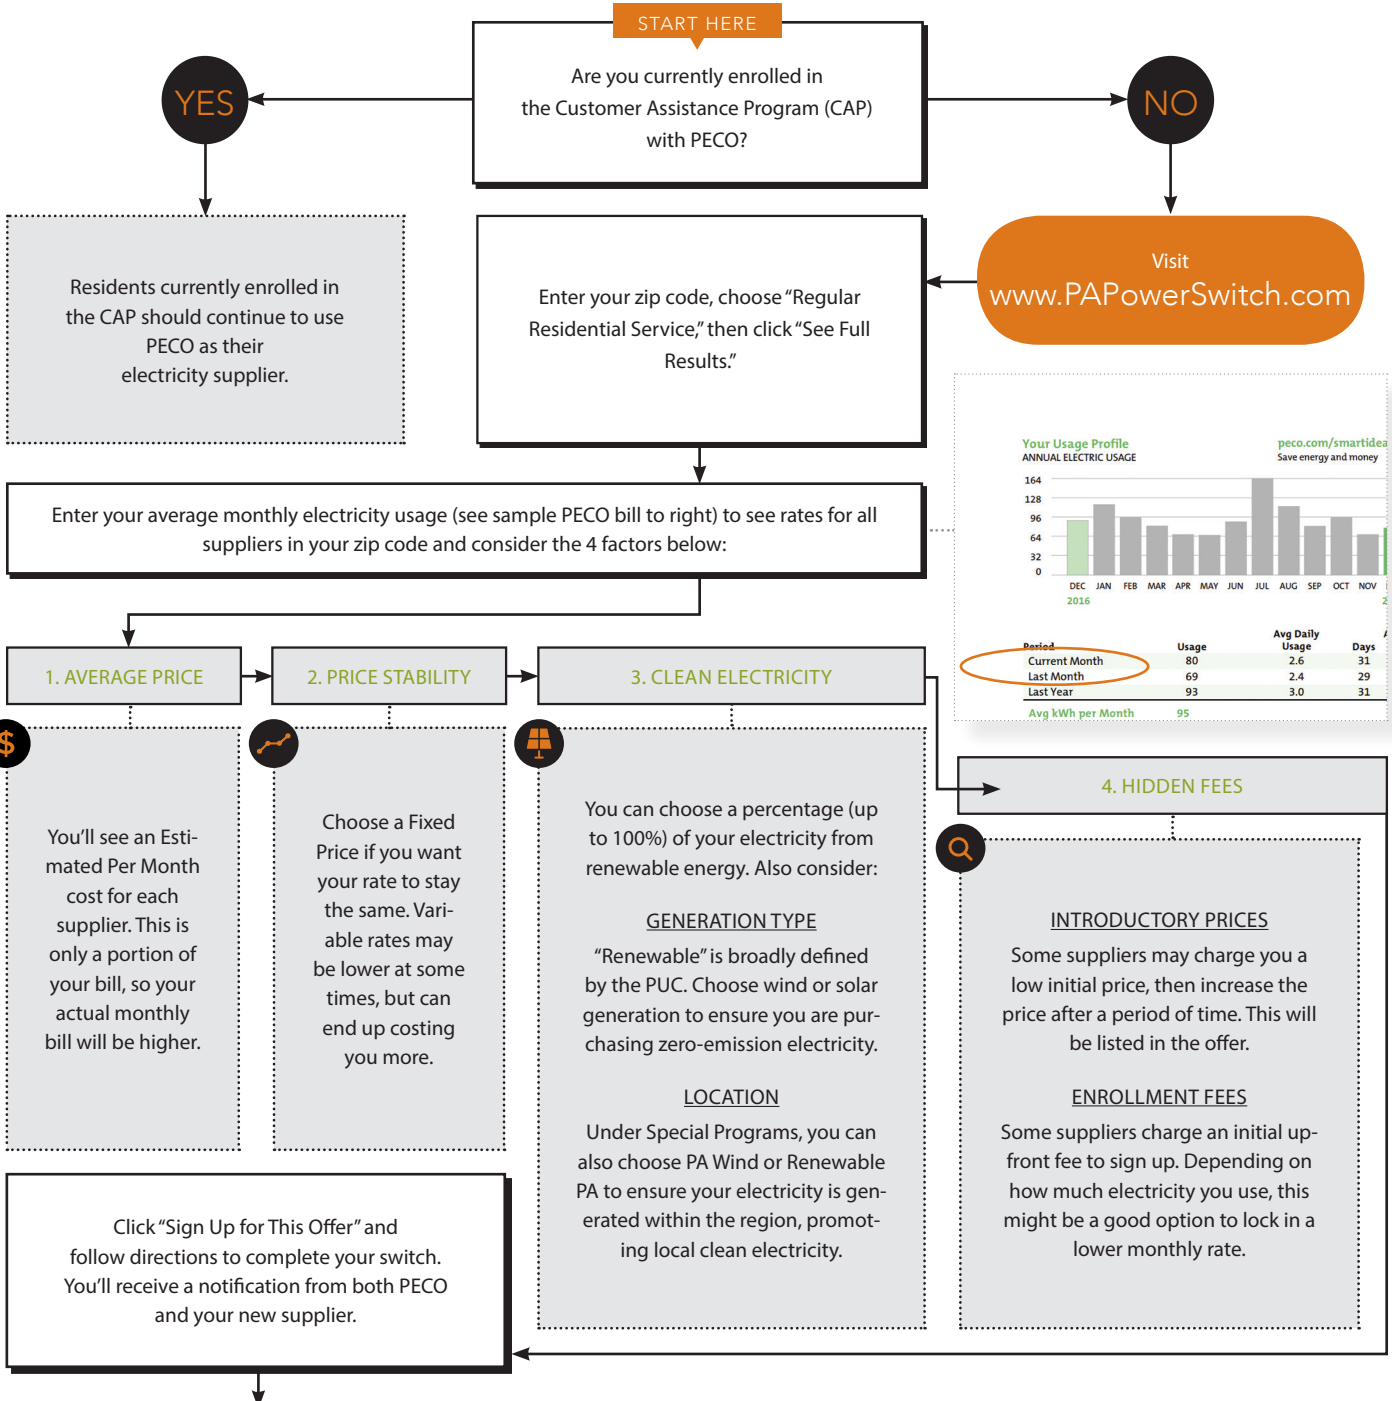 START HERE
Are you currently enrolled in
the Customer Assistance Program (CAP)
with PECO?
YES
NO
Residents currently enrolled in
the CAP should continue to use
PECO as their
electricity supplier.
Visit
www.PAPowerSwitch.com
Enter your zip code, choose “Regular
Residential Service,” then click “See Full
Results.”
Enter your average monthly electricity usage (see sample PECO bill to right) to see rates for all
suppliers in your zip code and consider the 4 factors below:
Your Usage Profile
peco.com/smartidea
ANNUAL ELECTRIC USAGE
Save energy and money
164
128
96
64
32
0
DEC JAN FEB MAR APR MAY JUN JUL AUG SEP OCT NOV
2016
2
Avg Daily
Period Usage Usage Days
Current Month 80 2.6 31
Last Month 69 2.4 29
Last Year 93 3.0 31
Avg kWh per Month 95
1. AVERAGE PRICE
$
You’ll see an Esti-
mated Per Month
cost for each
supplier. This is
only a portion of
your bill, so your
actual monthly
bill will be higher.
2. PRICE STABILITY
Choose a Fixed
Price if you want
your rate to stay
the same. Vari-
able rates may
be lower at some
times, but can
end up costing
you more.
3. CLEAN ELECTRICITY
You can choose a percentage (up
to 100%) of your electricity from
renewable energy. Also consider:
GENERATION TYPE
“Renewable” is broadly defined
by the PUC. Choose wind or solar
generation to ensure you are pur-
chasing zero-emission electricity.
LOCATION
Under Special Programs, you can
also choose PA Wind or Renewable
PA to ensure your electricity is gen-
erated within the region, promot-
ing local clean electricity.
4. HIDDEN FEES
INTRODUCTORY PRICES
Some suppliers may charge you a
low initial price, then increase the
price after a period of time. This will
be listed in the offer.
ENROLLMENT FEES
Some suppliers charge an initial up-
front fee to sign up. Depending on
how much electricity you use, this
might be a good option to lock in a
lower monthly rate.
Click “Sign Up for This Offer” and
follow directions to complete your switch.
You’ll receive a notification from both PECO
and your new supplier.